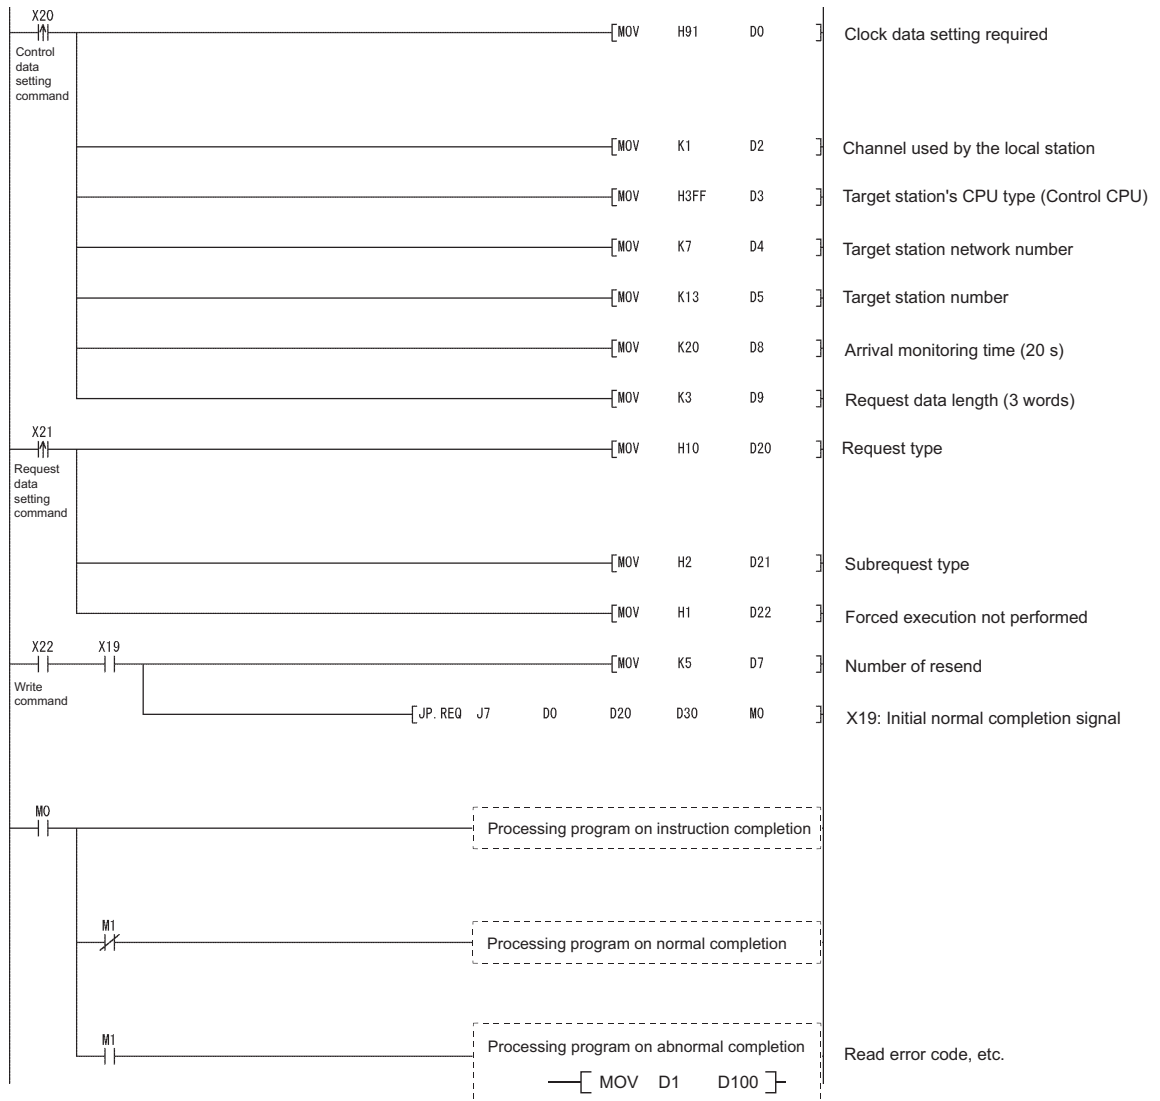 X20
MOV H91 D0 Clock data setting required
Control
data
setting
command
MOV K1 D2 Channel used by the local station
MOV H3FF D3 Target station's CPU type (Control CPU)
MOV K7 D4 Target station network number
MOV K13 D5 Target station number
MOV K20 D8 Arrival monitoring time (20 s)
MOV K3 D9 Request data length (3 words)
X21
MOV H10 D20 Request type
Request
data
setting
command
MOV H2 D21 Subrequest type
MOV H1 D22 Forced execution not performed
X22 X19
MOV K5 D7 Number of resend
Write
command
JP.REQ J7 D0 D20 D30 M0 X19: Initial normal completion signal
M0
Processing program on instruction completion
M1
Processing program on normal completion
M1
Processing program on abnormal completion
Read error code, etc.
MOV D1 D100